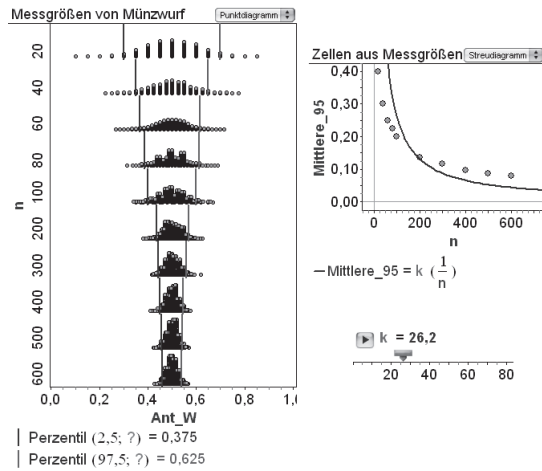 Messgrößen von Münzwurf
Punktdiagramm
n
20
40
60
80
100
200
300
400
500
600
0,0 0,2 0,4 0,6 0,8 1,0
Ant_W
Perzentil (2,5; ?) = 0,375
Perzentil (97,5; ?) = 0,625
Zellen aus Messgrößen
Streudiagramm
Mittlere_95
0,40
0,30
0,20
0,10
0,00
0 200 400 600
n
Mittlere_95 = k (1/n)
k = 26,2
0 20 40 60 80